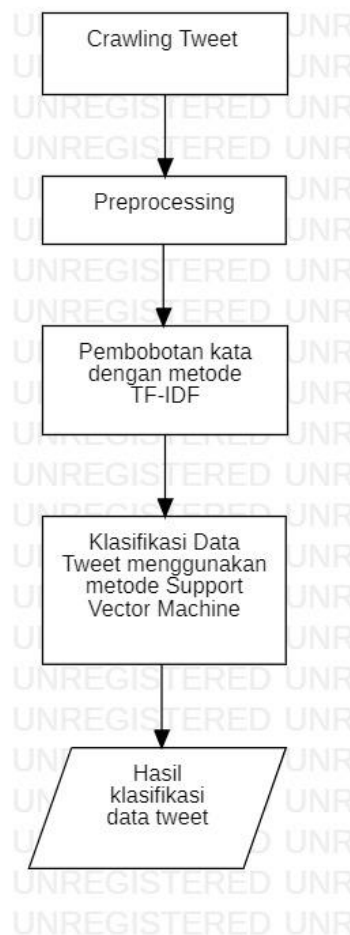 Crawling Tweet
Preprocessing
Pembobotan kata
dengan metode
TF-IDF
Klasifikasi Data
Tweet menggunakan
metode Support
Vector Machine
Hasil
klasifikasi
data tweet
UNREGISTERED